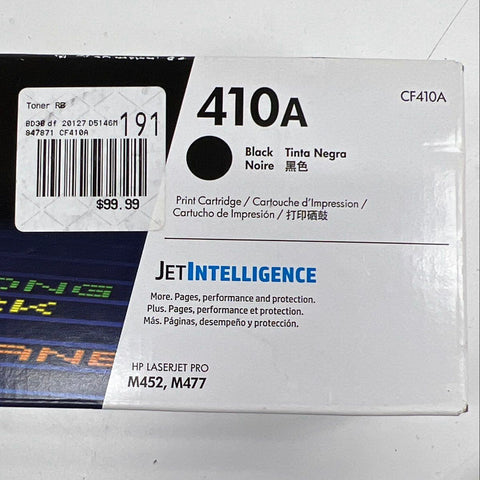 Toner RB
BD3B df 20127 D5146M
847871 CF410A
191
$99.99
410A
CF410A
Black Tinta Negra
Noire 黑色
Print Cartridge / Cartouche d'Impression /
Cartucho de Impresión / 打印硒鼓
JETINTELLIGENCE
More. Pages, performance and protection.
Plus. Pages, performance et protection.
Más. Páginas, desempeño y protección.
HP LASERJET PRO
M452, M477